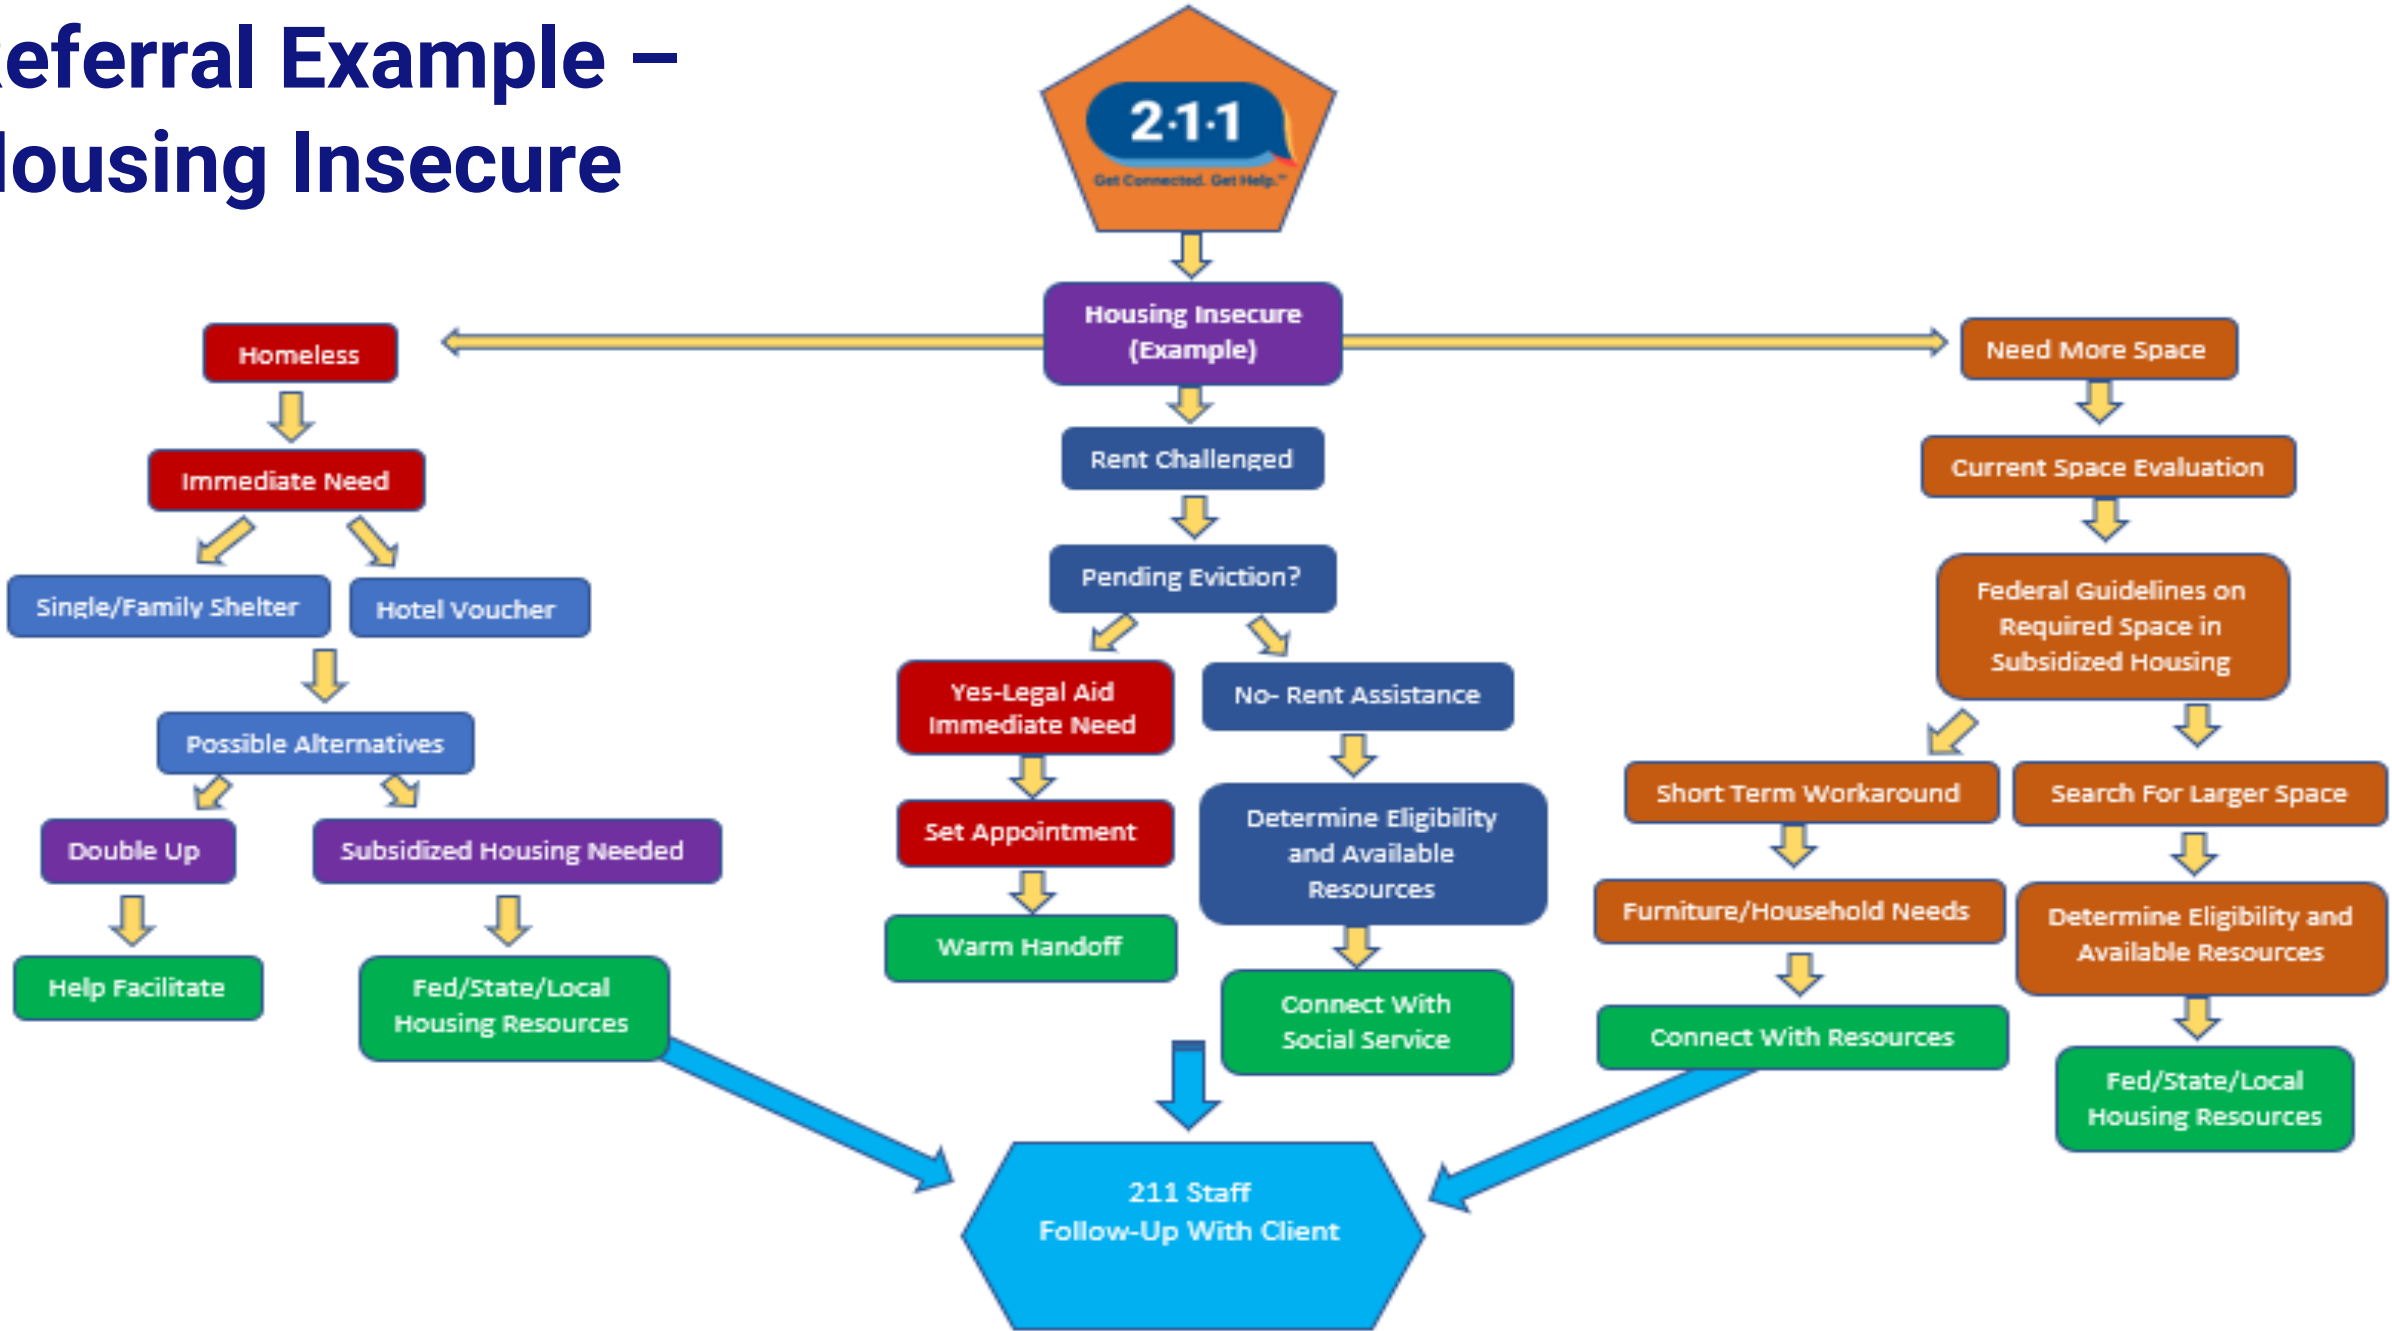 eferral Example –
ousing Insecure
2·1·1
Get Connected. Get Help.™
Housing Insecure
(Example)
Homeless
Need More Space
Immediate Need
Rent Challenged
Current Space Evaluation
Single/Family Shelter
Hotel Voucher
Pending Eviction?
Federal Guidelines on
Required Space in
Subsidized Housing
Possible Alternatives
Yes-Legal Aid
Immediate Need
No- Rent Assistance
Short Term Workaround
Search For Larger Space
Double Up
Subsidized Housing Needed
Set Appointment
Determine Eligibility
and Available
Resources
Furniture/Household Needs
Determine Eligibility and
Available Resources
Help Facilitate
Fed/State/Local
Housing Resources
Warm Handoff
Connect With
Social Service
Connect With Resources
Fed/State/Local
Housing Resources
211 Staff
Follow-Up With Client